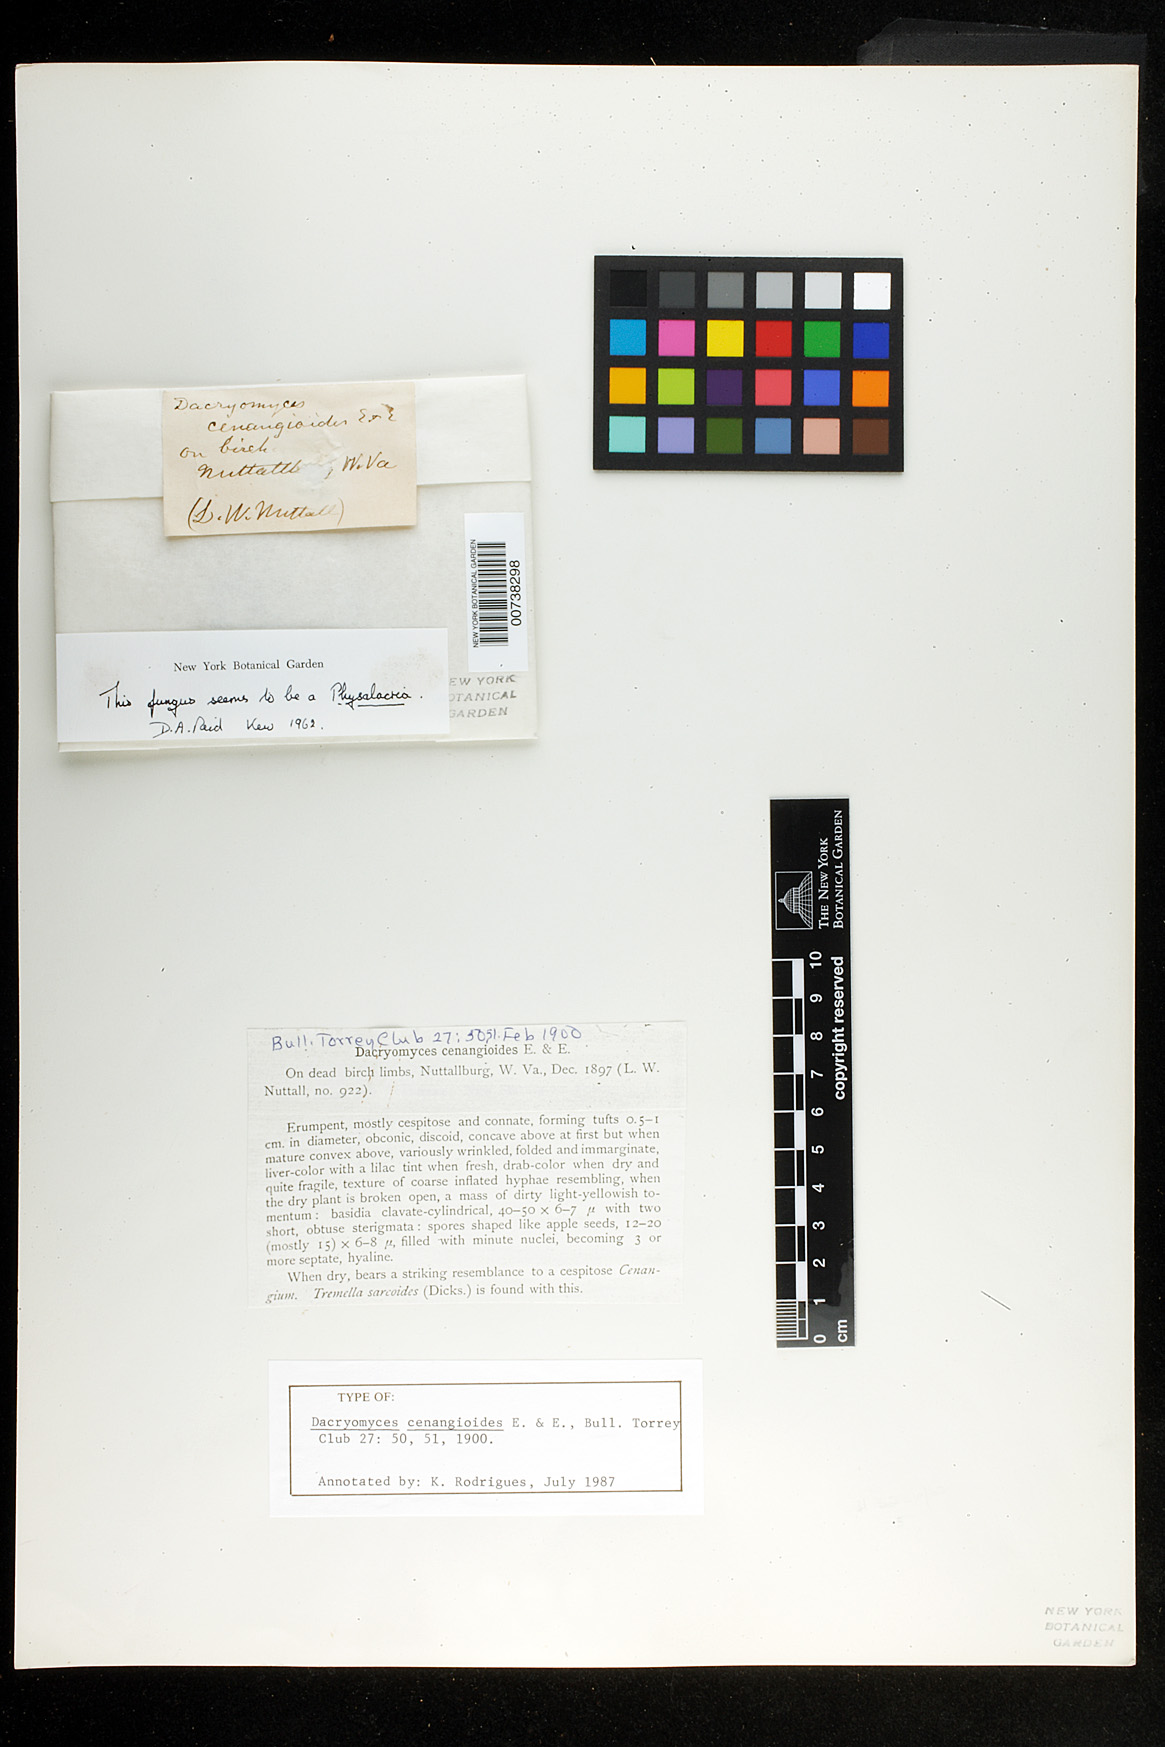 Dacryomyces
cenangioides E&E
on birch
Nuttallb , W. Va
(L. W. Nuttall)
NEW YORK BOTANICAL GARDEN
00738298
New York Botanical Garden
This fungus seems to be a Physalacria.
D.A. Reid Kew 1962.
EW YORK
OTANICAL
GARDEN
THE NEW YORK
BOTANICAL GARDEN
copyright reserved
0 1 2 3 4 5 6 7 8 9 10
cm
Bull. Torrey Club 27: 50,51. Feb 1900
Dacryomyces cenangioides E. & E.
On dead birch limbs, Nuttallburg, W. Va., Dec. 1897 (L. W.
Nuttall, no. 922).
Erumpent, mostly cespitose and connate, forming tufts 0.5–1
cm. in diameter, obconic, discoid, concave above at first but when
mature convex above, variously wrinkled, folded and immarginate,
liver-color with a lilac tint when fresh, drab-color when dry and
quite fragile, texture of coarse inflated hyphae resembling, when
the dry plant is broken open, a mass of dirty light-yellowish to-
mentum: basidia clavate-cylindrical, 40–50 × 6–7 μ with two
short, obtuse sterigmata: spores shaped like apple seeds, 12–20
(mostly 15) × 6–8 μ, filled with minute nuclei, becoming 3 or
more septate, hyaline.
When dry, bears a striking resemblance to a cespitose Cenan-
gium. Tremella sarcoides (Dicks.) is found with this.
TYPE OF:
Dacryomyces cenangioides E. & E., Bull. Torrey
Club 27: 50, 51, 1900.
Annotated by: K. Rodrigues, July 1987
NEW YORK
BOTANICAL
GARDEN